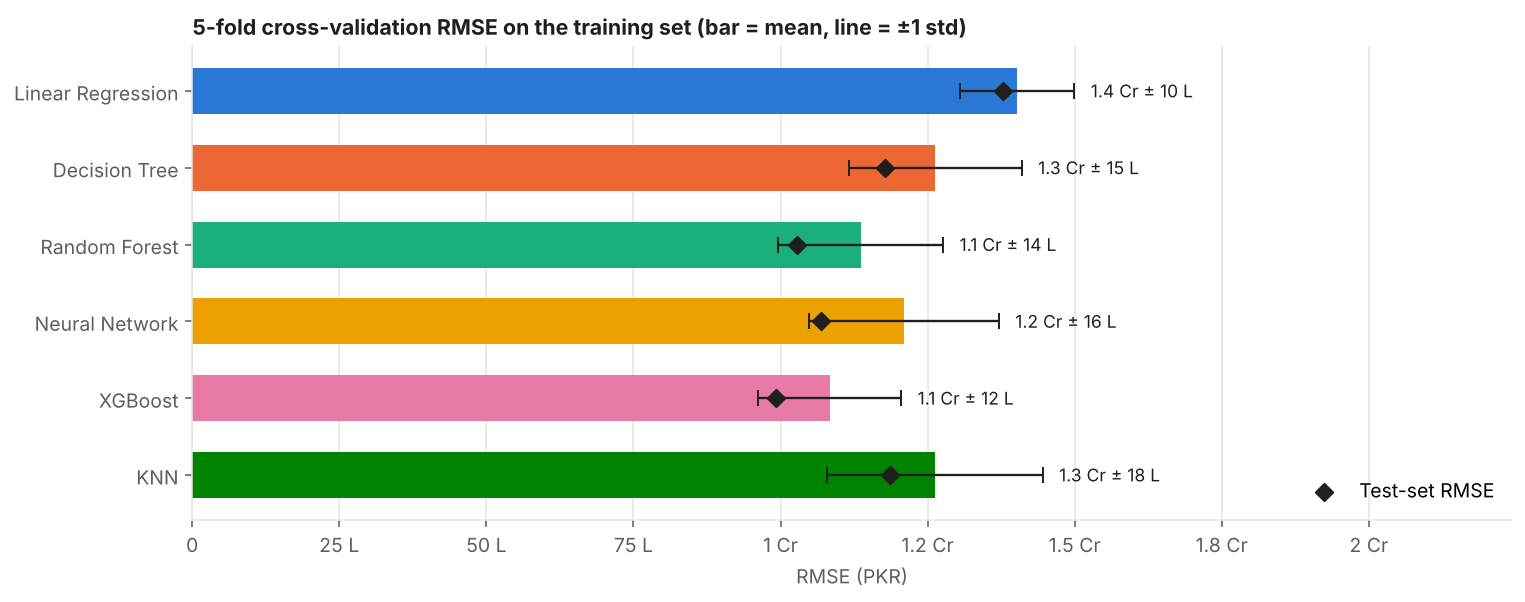 5-fold cross-validation RMSE on the training set (bar = mean, line = ±1 std)
Linear Regression
1.4 Cr ± 10 L
Decision Tree
1.3 Cr ± 15 L
Random Forest
1.1 Cr ± 14 L
Neural Network
1.2 Cr ± 16 L
XGBoost
1.1 Cr ± 12 L
KNN
1.3 Cr ± 18 L
Test-set RMSE
0 25 L 50 L 75 L 1 Cr 1.2 Cr 1.5 Cr 1.8 Cr 2 Cr
RMSE (PKR)